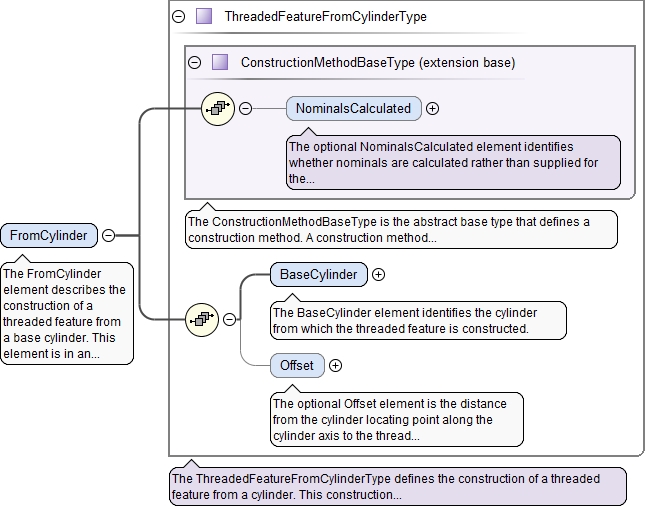 ThreadedFeatureFromCylinderType
ConstructionMethodBaseType (extension base)
NominalsCalculated
The optional NominalsCalculated element identifies
whether nominals are calculated rather than supplied for
the...
The ConstructionMethodBaseType is the abstract base type that defines a
construction method. A construction method...
FromCylinder
The FromCylinder
element describes the
construction of a
threaded feature from
a base cylinder. This
element is in an...
BaseCylinder
The BaseCylinder element identifies the cylinder
from which the threaded feature is constructed.
Offset
The optional Offset element is the distance
from the cylinder locating point along the
cylinder axis to the thread...
The ThreadedFeatureFromCylinderType defines the construction of a threaded
feature from a cylinder. This construction...